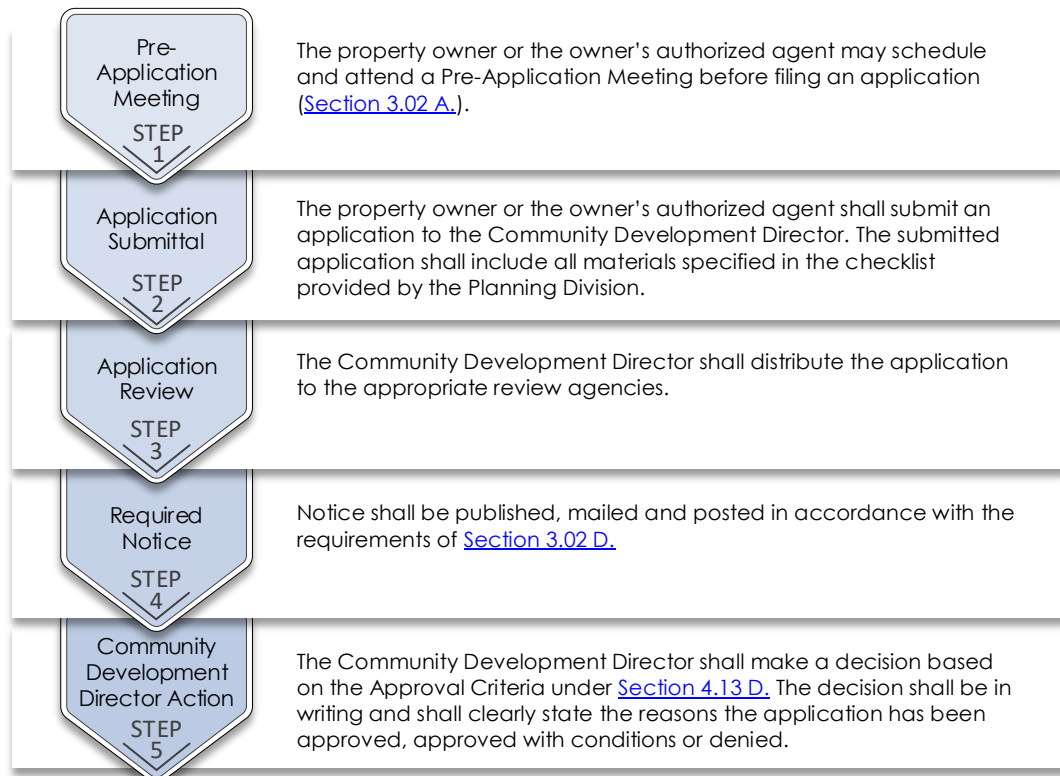 Pre-
Application
Meeting
STEP
1
The property owner or the owner’s authorized agent may schedule
and attend a Pre-Application Meeting before filing an application
(Section 3.02 A.).
Application
Submittal
STEP
2
The property owner or the owner’s authorized agent shall submit an
application to the Community Development Director. The submitted
application shall include all materials specified in the checklist
provided by the Planning Division.
Application
Review
STEP
3
The Community Development Director shall distribute the application
to the appropriate review agencies.
Required
Notice
STEP
4
Notice shall be published, mailed and posted in accordance with the
requirements of Section 3.02 D.
Community
Development
Director Action
STEP
5
The Community Development Director shall make a decision based
on the Approval Criteria under Section 4.13 D. The decision shall be in
writing and shall clearly state the reasons the application has been
approved, approved with conditions or denied.